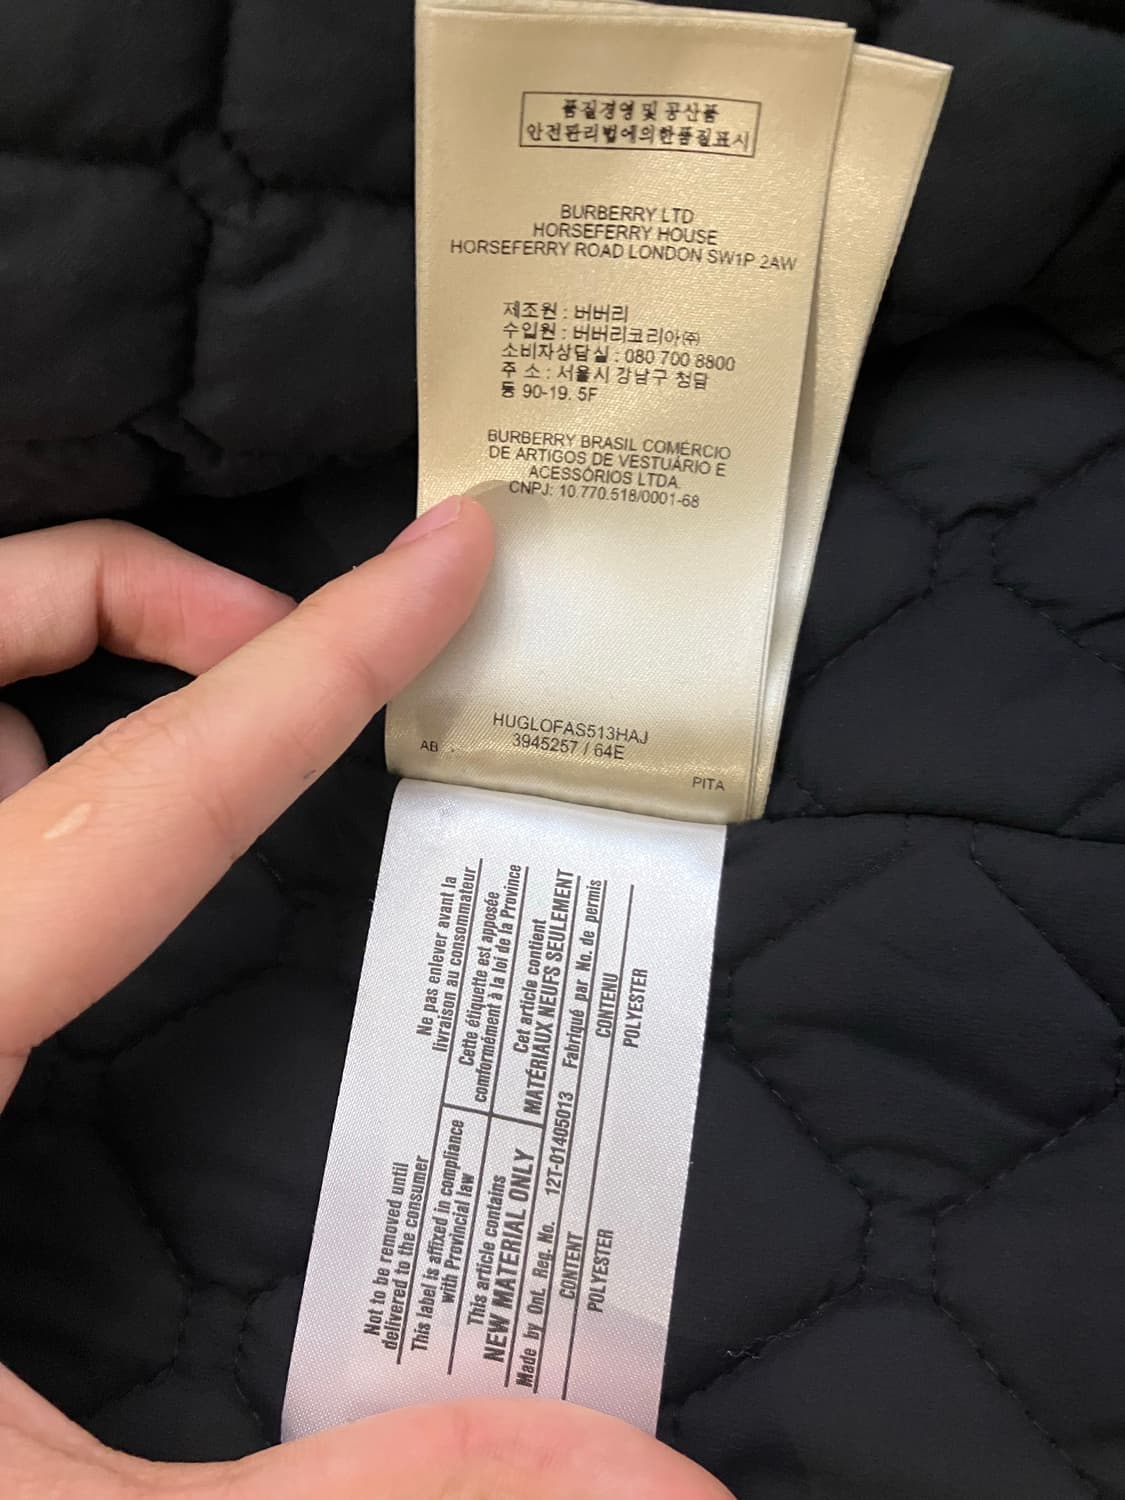 품질경영 및 공산품
안전관리법에의한품질표시
BURBERRY LTD
HORSEFERRY HOUSE
HORSEFERRY ROAD LONDON SW1P 2AW
제조원 : 버버리
수입원 : 버버리코리아㈜
소비자상담실 : 080 700 8800
주 소 : 서울시 강남구 청담
동 90-19. 5F
BURBERRY BRASIL COMÉRCIO
DE ARTIGOS DE VESTUÁRIO E
ACESSÓRIOS LTDA.
CNPJ: 10.770.518/0001-68
HUGLOFAS513HAJ
3945257 / 64E
AB
PITA
Not to be removed until
delivered to the consumer
Ne pas enlever avant la
livraison au consommateur
This label is affixed in compliance
with Provincial law
Cette étiquette est apposée
comformément à la loi de la Province
This article contains
NEW MATERIAL ONLY
Cet article contient
MATÉRIAUX NEUFS SEULEMENT
Made by Ont. Reg. No. 12T-01405013 Fabriqué par No. de permis
CONTENT CONTENU
POLYESTER POLYESTER